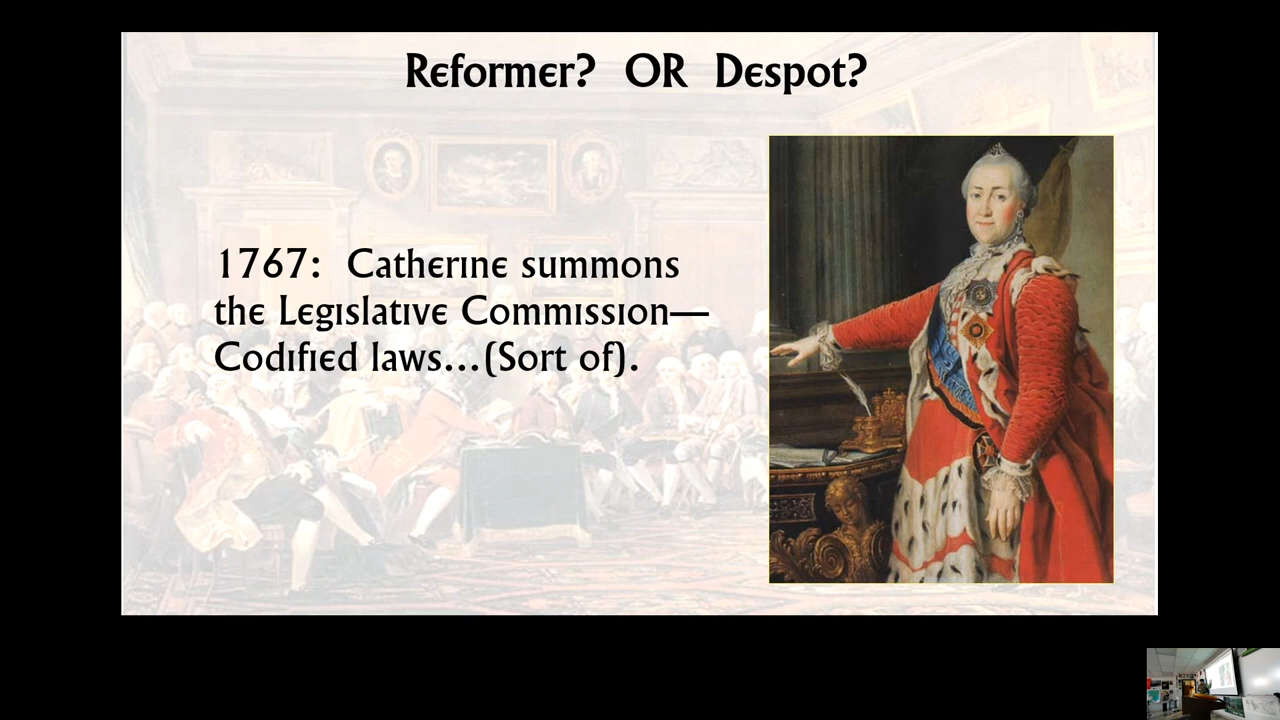 Reformer? OR Despot?
1767: Catherine summons
the Legislative Commission—
Codified laws...(Sort of).